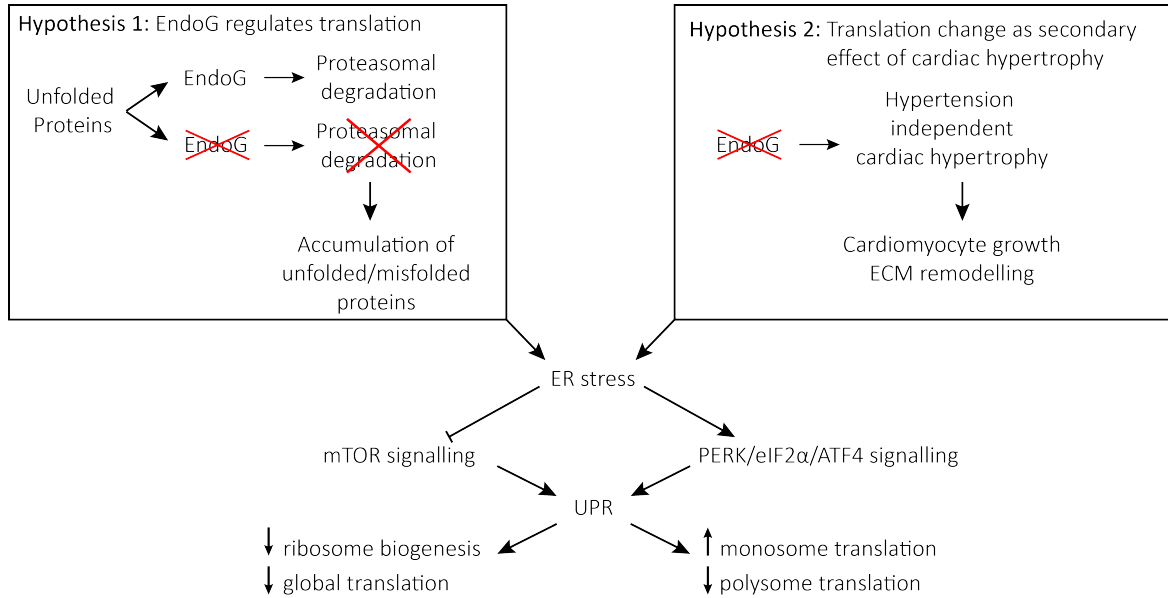 Hypothesis 1: EndoG regulates translation
Unfolded
Proteins
EndoG
Proteasomal
degradation
EndoG
Proteasomal
degradation
Accumulation of
unfolded/misfolded
proteins
Hypothesis 2: Translation change as secondary
effect of cardiac hypertrophy
EndoG
Hypertension
independent
cardiac hypertrophy
Cardiomyocyte growth
ECM remodelling
ER stress
mTOR signalling
PERK/eIF2α/ATF4 signalling
UPR
ribosome biogenesis
global translation
monosome translation
polysome translation